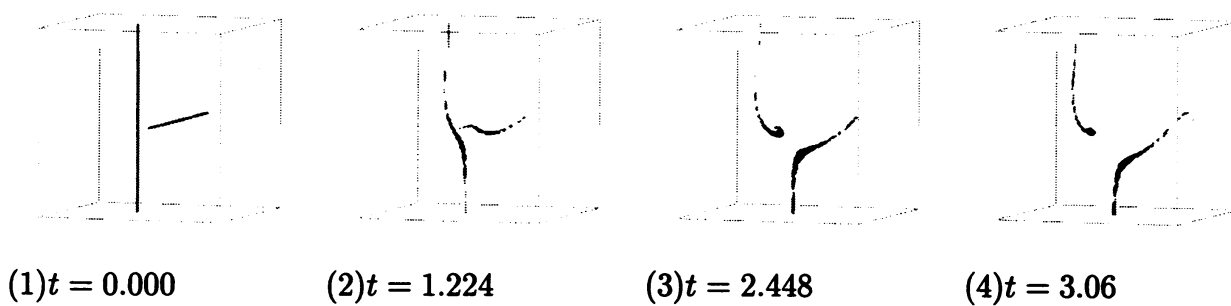 (1)t = 0.000 (2)t = 1.224 (3)t = 2.448 (4)t = 3.06